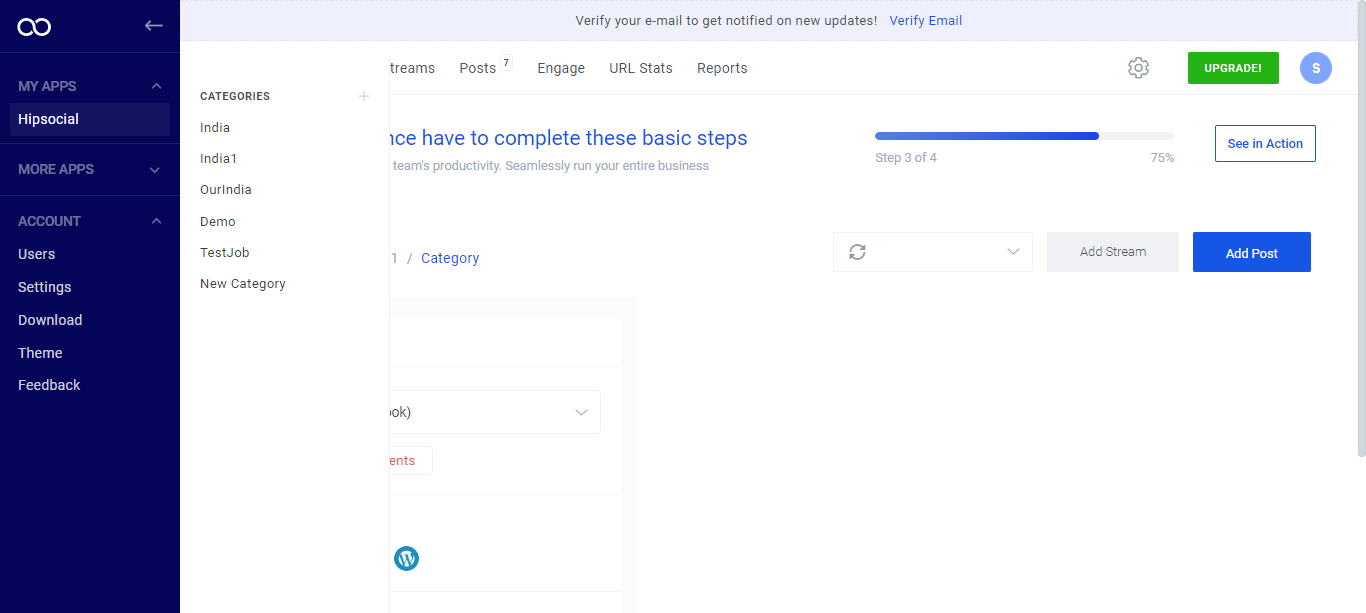 Verify your e-mail to get notified on new updates! Verify Email
MY APPS
Hipsocial
MORE APPS
ACCOUNT
Users
Settings
Download
Theme
Feedback
CATEGORIES
India
India1
OurIndia
Demo
TestJob
New Category
treams Posts 7 Engage URL Stats Reports
UPGRADE!
S
nce have to complete these basic steps
team's productivity. Seamlessly run your entire business
Step 3 of 4 75%
See in Action
1 / Category
Add Stream
Add Post
ook)
ents